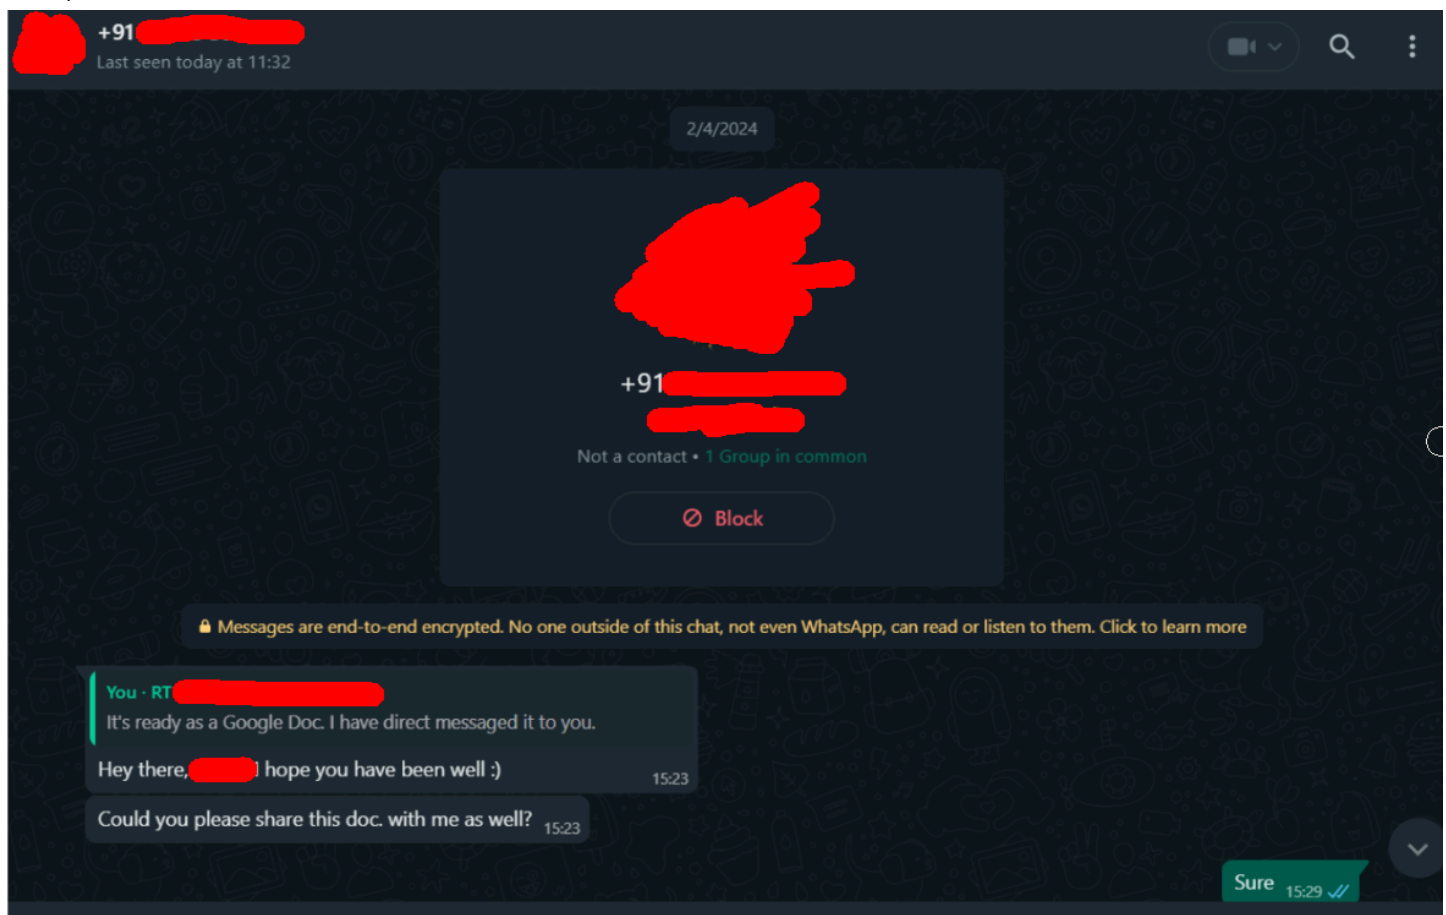 +91
Last seen today at 11:32
2/4/2024
+91
Not a contact • 1 Group in common
Block
Messages are end-to-end encrypted. No one outside of this chat, not even WhatsApp, can read or listen to them. Click to learn more
You · RT
It's ready as a Google Doc. I have direct messaged it to you.
Hey there, I hope you have been well :)
15:23
Could you please share this doc. with me as well? 15:23
Sure 15:29